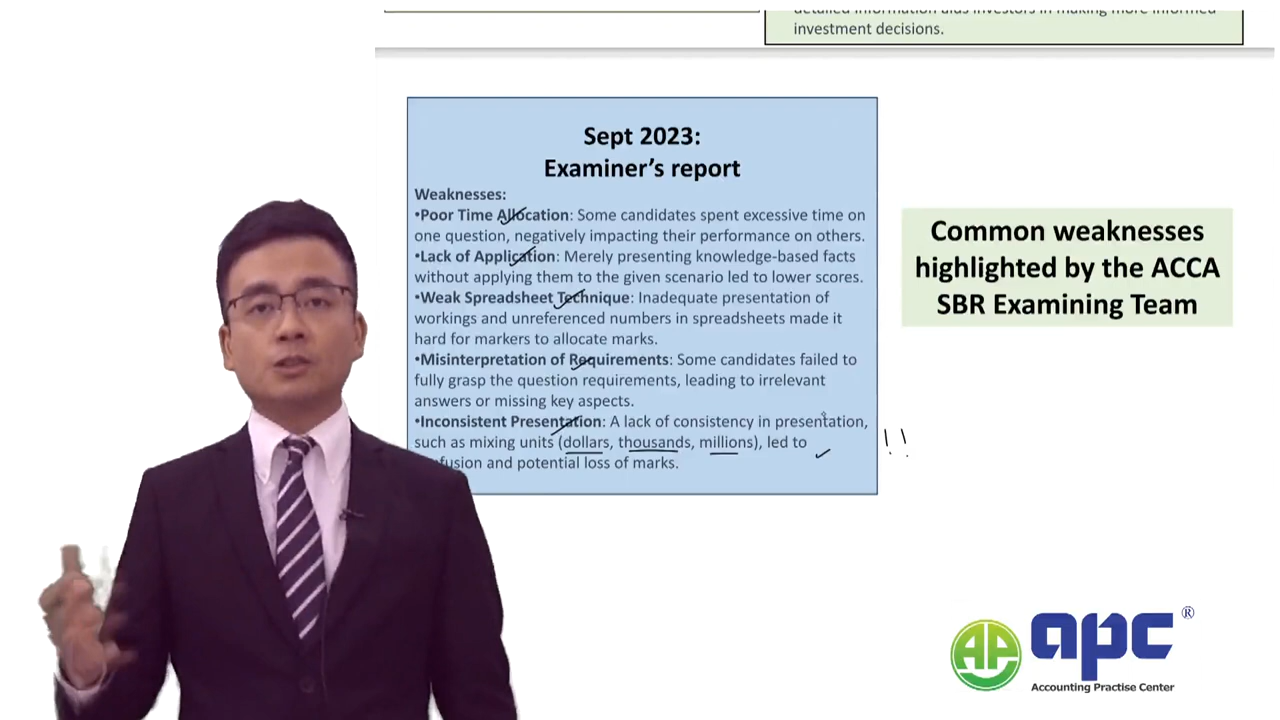 detailed information aids investors in making more informed
investment decisions.
Sept 2023:
Examiner's report
Weaknesses:
•Poor Time Allocation: Some candidates spent excessive time on
one question, negatively impacting their performance on others.
•Lack of Application: Merely presenting knowledge-based facts
without applying them to the given scenario led to lower scores.
•Weak Spreadsheet Technique: Inadequate presentation of
workings and unreferenced numbers in spreadsheets made it
hard for markers to allocate marks.
•Misinterpretation of Requirements: Some candidates failed to
fully grasp the question requirements, leading to irrelevant
answers or missing key aspects.
•Inconsistent Presentation: A lack of consistency in presentation,
such as mixing units (dollars, thousands, millions), led to
and potential loss of marks.
!!
Common weaknesses
highlighted by the ACCA
SBR Examining Team
AP
apc®
Accounting Practise Center